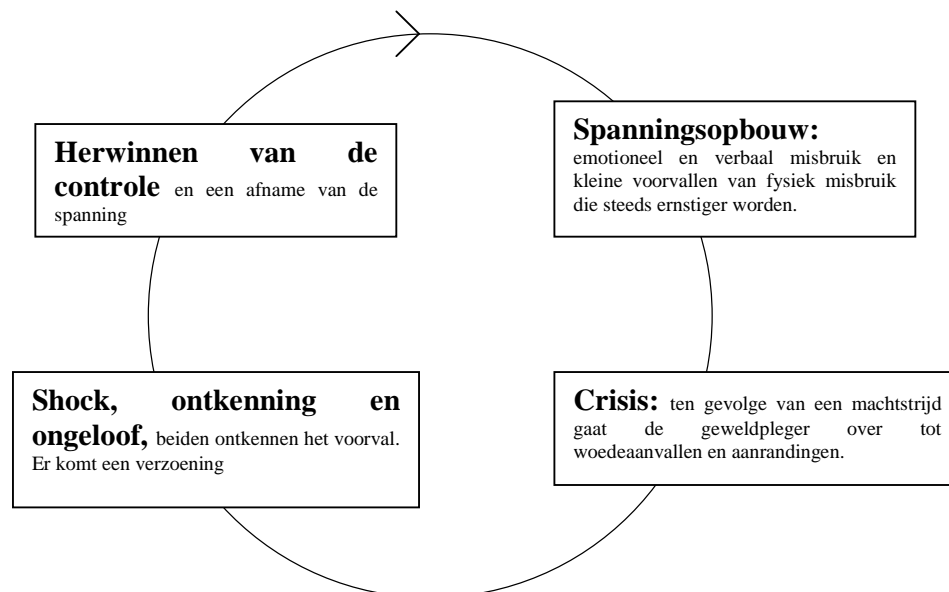 Herwinnen van de
controle en een afname van de
spanning
Spanningsopbouw:
emotioneel en verbaal misbruik en
kleine voorvallen van fysiek misbruik
die steeds ernstiger worden.
Shock, ontkenning en
ongeloof, beiden ontkennen het voorval.
Er komt een verzoening
Crisis: ten gevolge van een machtstrijd
gaat de geweldpleger over tot
woedeaanvallen en aanrandingen.